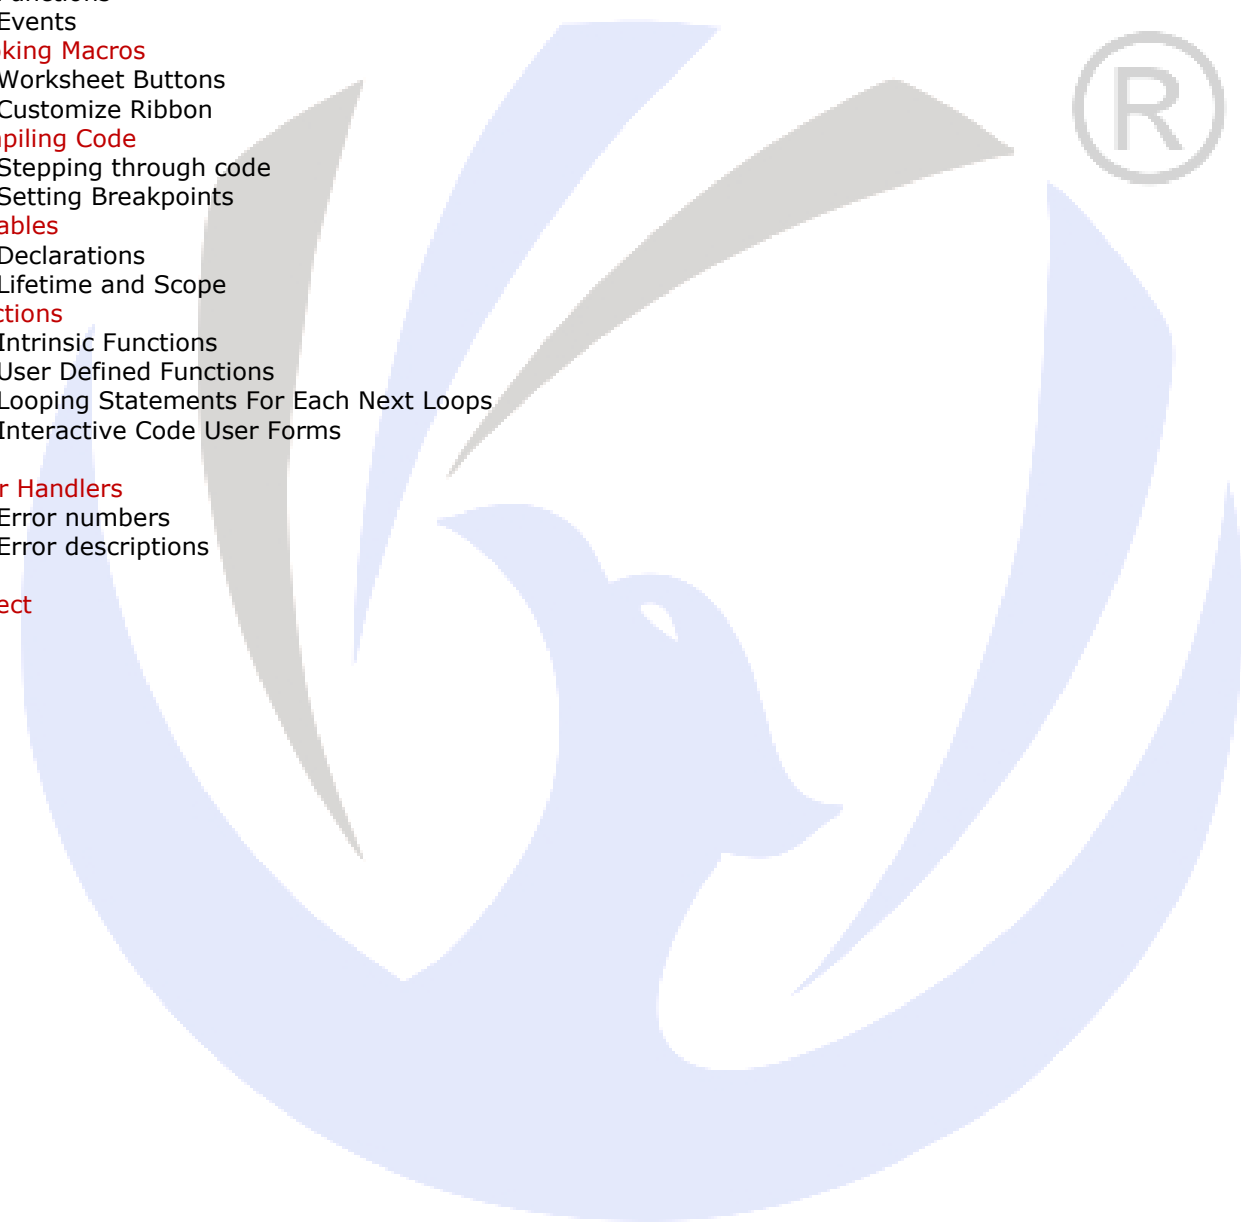 Events
king Macros
Worksheet Buttons
Customize Ribbon
piling Code
Stepping through code
Setting Breakpoints
ables
Declarations
Lifetime and Scope
ctions
Intrinsic Functions
User Defined Functions
Looping Statements For Each Next Loops
Interactive Code User Forms
r Handlers
Error numbers
Error descriptions
ect
®